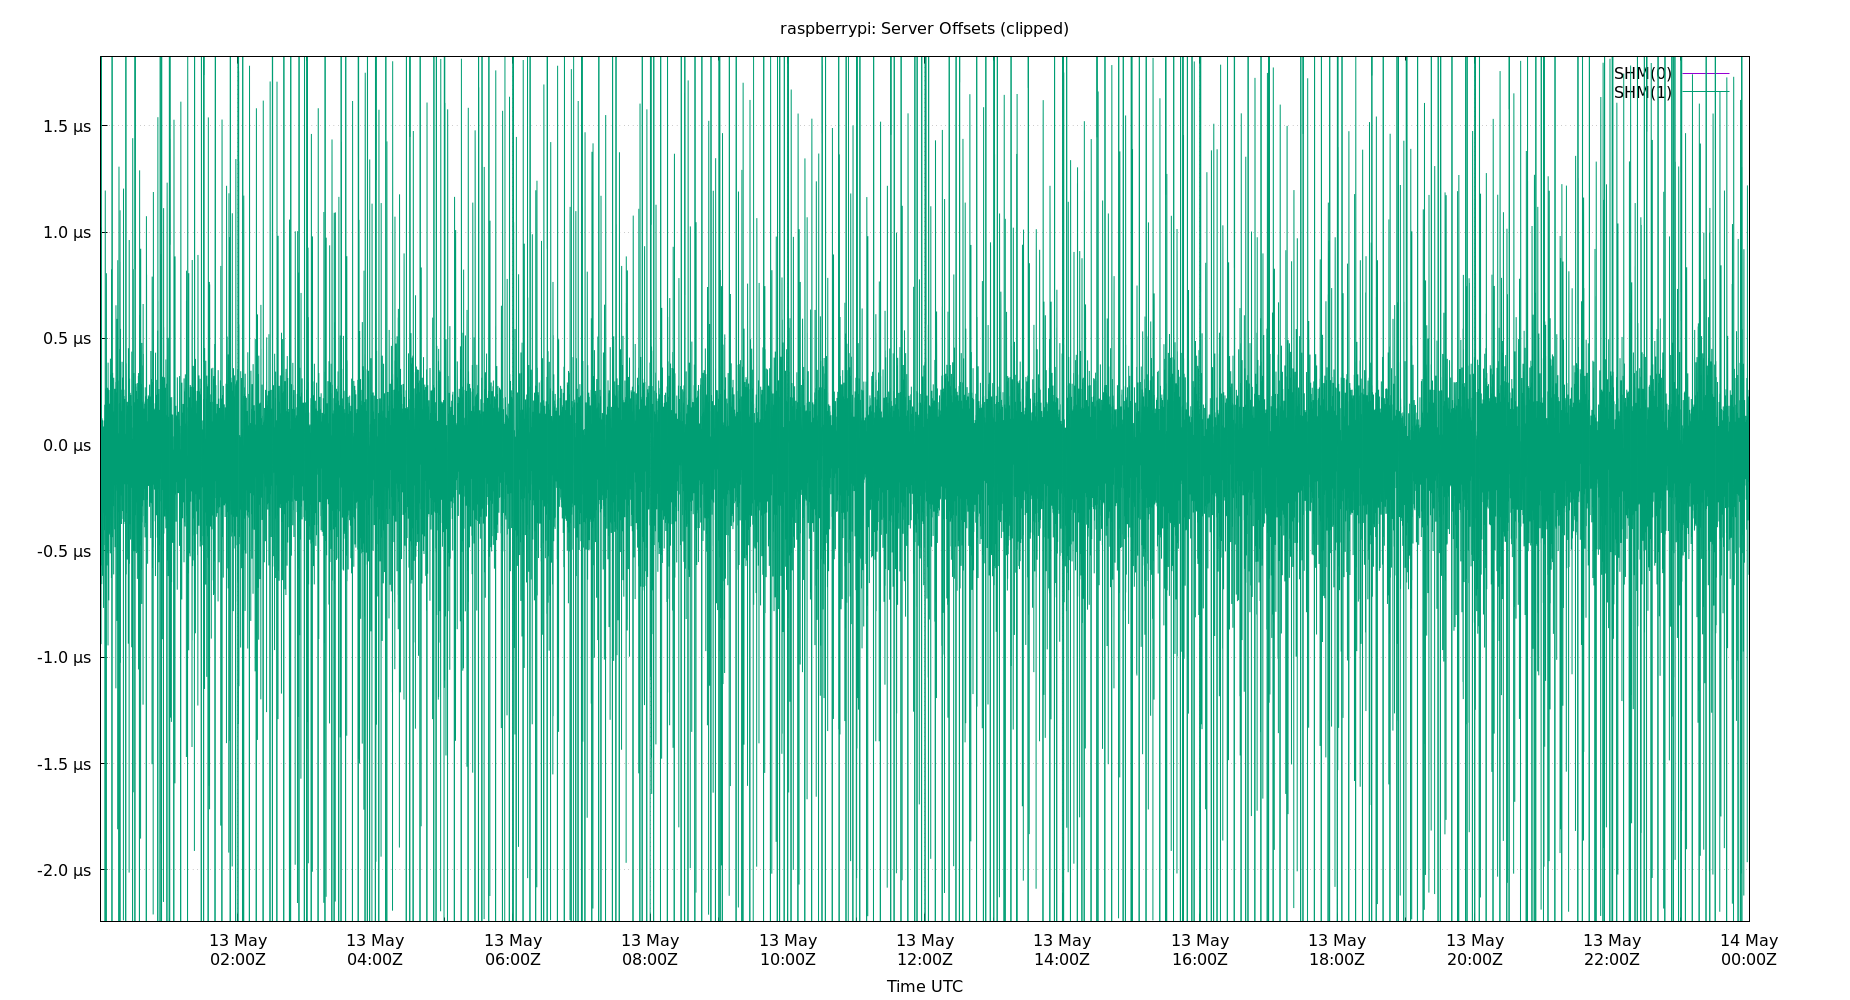 raspberrypi: Server Offsets (clipped)
SHM(0)
SHM(1)
1.5 µs
1.0 µs
0.5 µs
0.0 µs
-0.5 µs
-1.0 µs
-1.5 µs
-2.0 µs
13 May 13 May 13 May 13 May 13 May 13 May 13 May 13 May 13 May 13 May 13 May 14 May
02:00Z 04:00Z 06:00Z 08:00Z 10:00Z 12:00Z 14:00Z 16:00Z 18:00Z 20:00Z 22:00Z 00:00Z
Time UTC